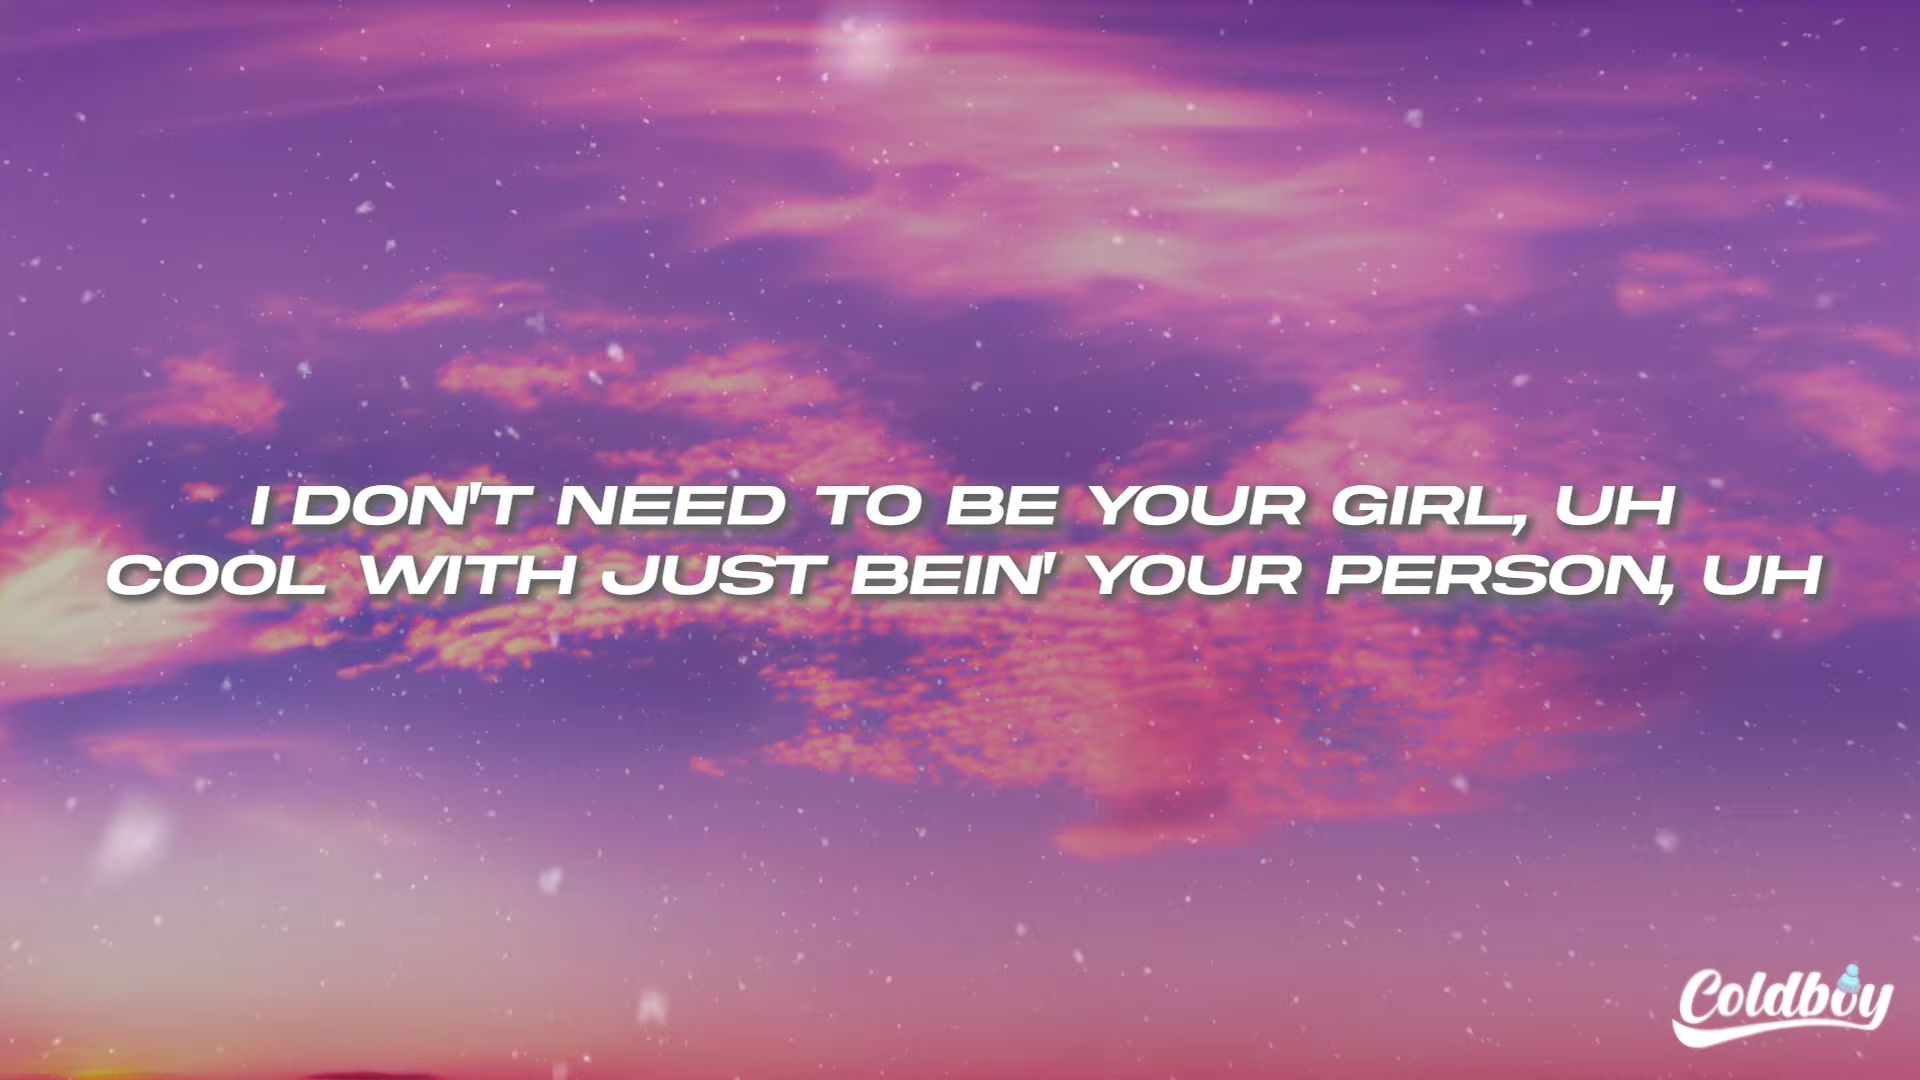 I DON'T NEED TO BE YOUR GIRL, UH
COOL WITH JUST BEIN' YOUR PERSON, UH
Coldboy